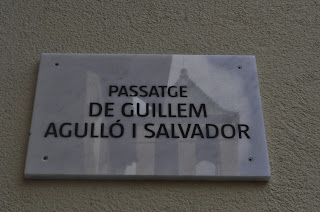 PASSATGE
DE GUILLEM
AGULLÓ I SALVADOR